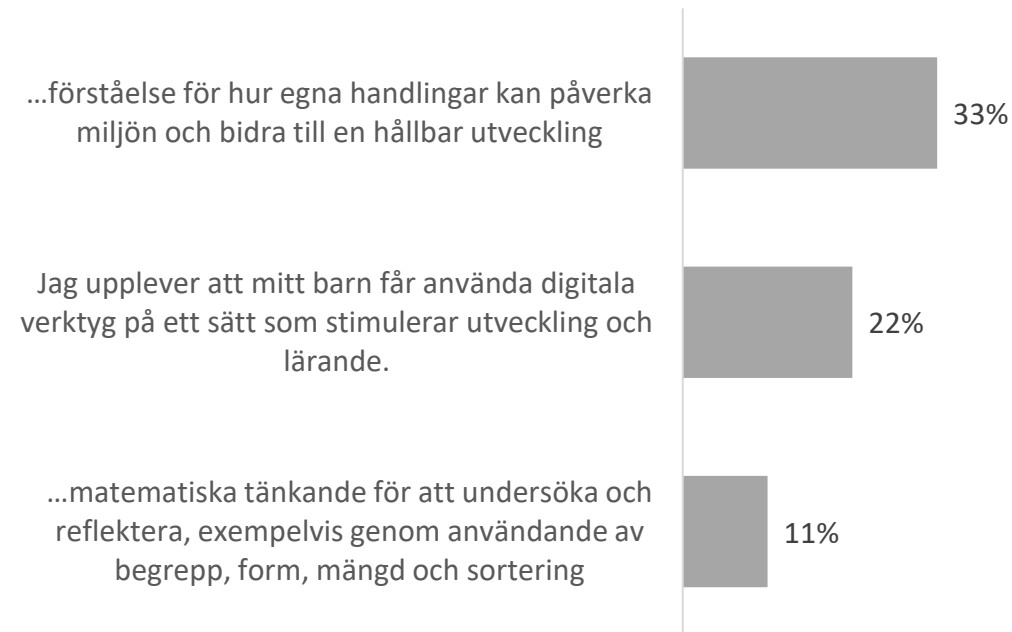 …förståelse för hur egna handlingar kan påverka
miljön och bidra till en hållbar utveckling
33%
Jag upplever att mitt barn får använda digitala
verktyg på ett sätt som stimulerar utveckling och
lärande.
22%
…matematiska tänkande för att undersöka och
reflektera, exempelvis genom användande av
begrepp, form, mängd och sortering
11%